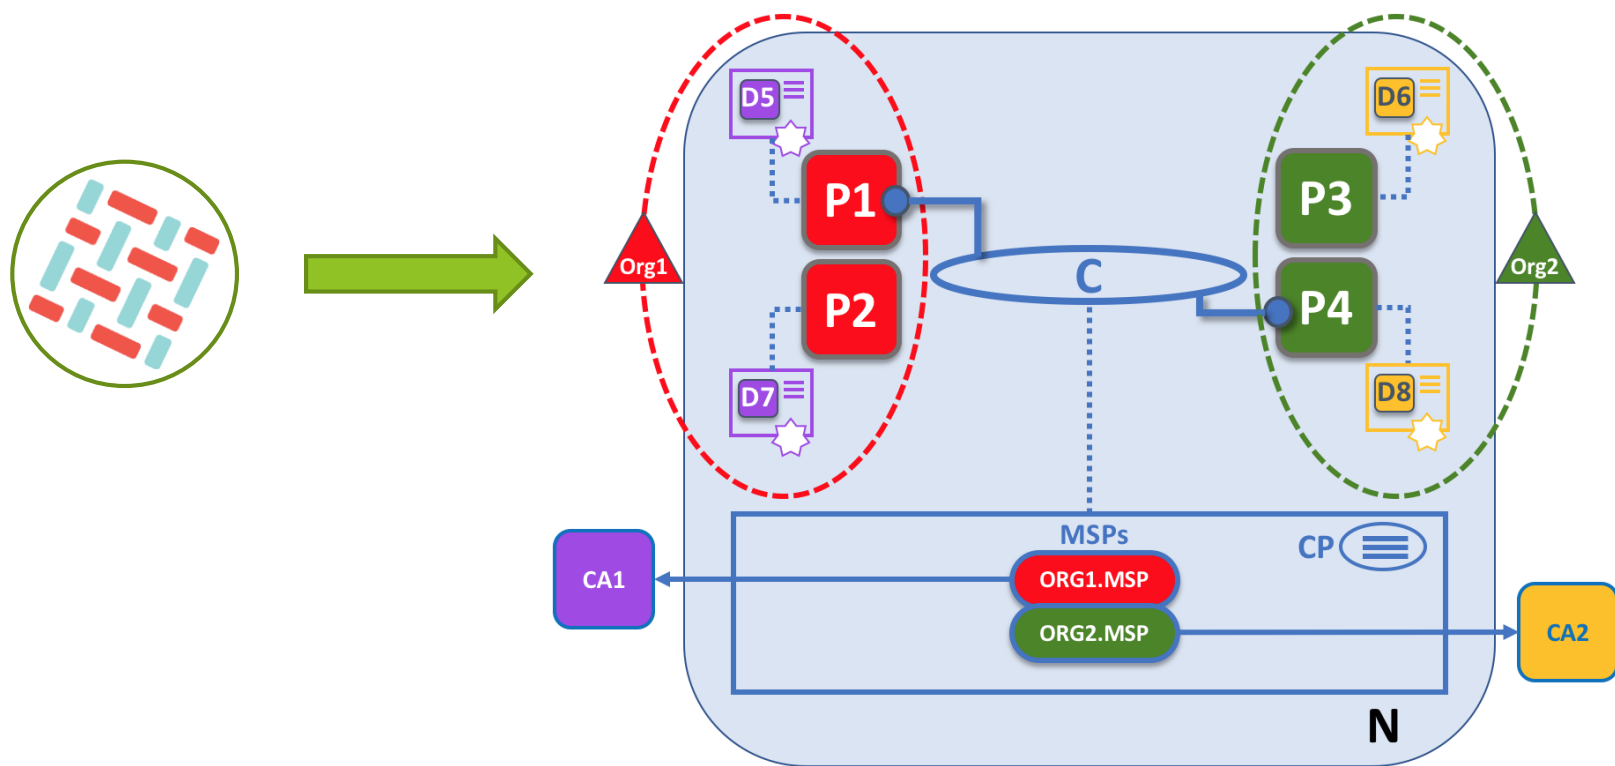 D5
D6
P1
P3
Org1
C
Org2
P2
P4
D7
D8
MSPs
CP
CA1
ORG1.MSP
ORG2.MSP
CA2
N